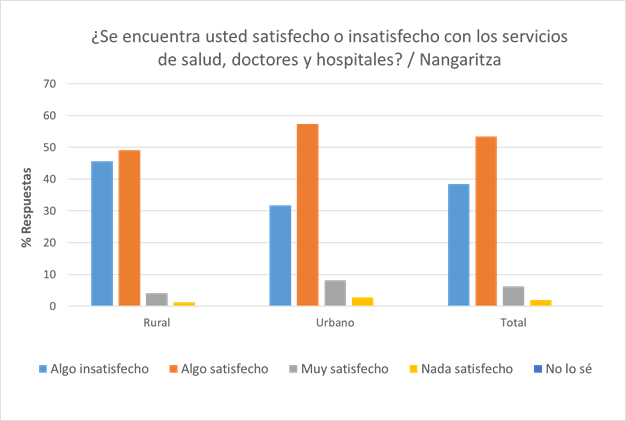 ¿Se encuentra usted satisfecho o insatisfecho con los servicios
de salud, doctores y hospitales? / Nangaritza
% Respuestas
70
60
50
40
30
20
10
0
Rural Urbano Total
Algo insatisfecho Algo satisfecho Muy satisfecho Nada satisfecho No lo sé